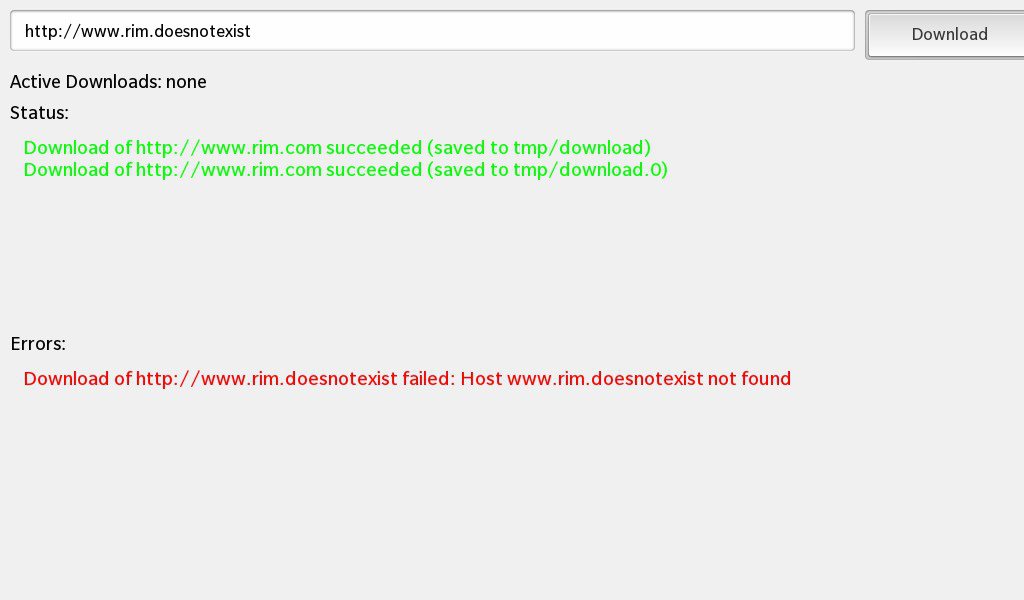 http://www.rim.doesnotexist
Download
Active Downloads: none
Status:
Download of http://www.rim.com succeeded (saved to tmp/download)
Download of http://www.rim.com succeeded (saved to tmp/download.0)
Errors:
Download of http://www.rim.doesnotexist failed: Host www.rim.doesnotexist not found